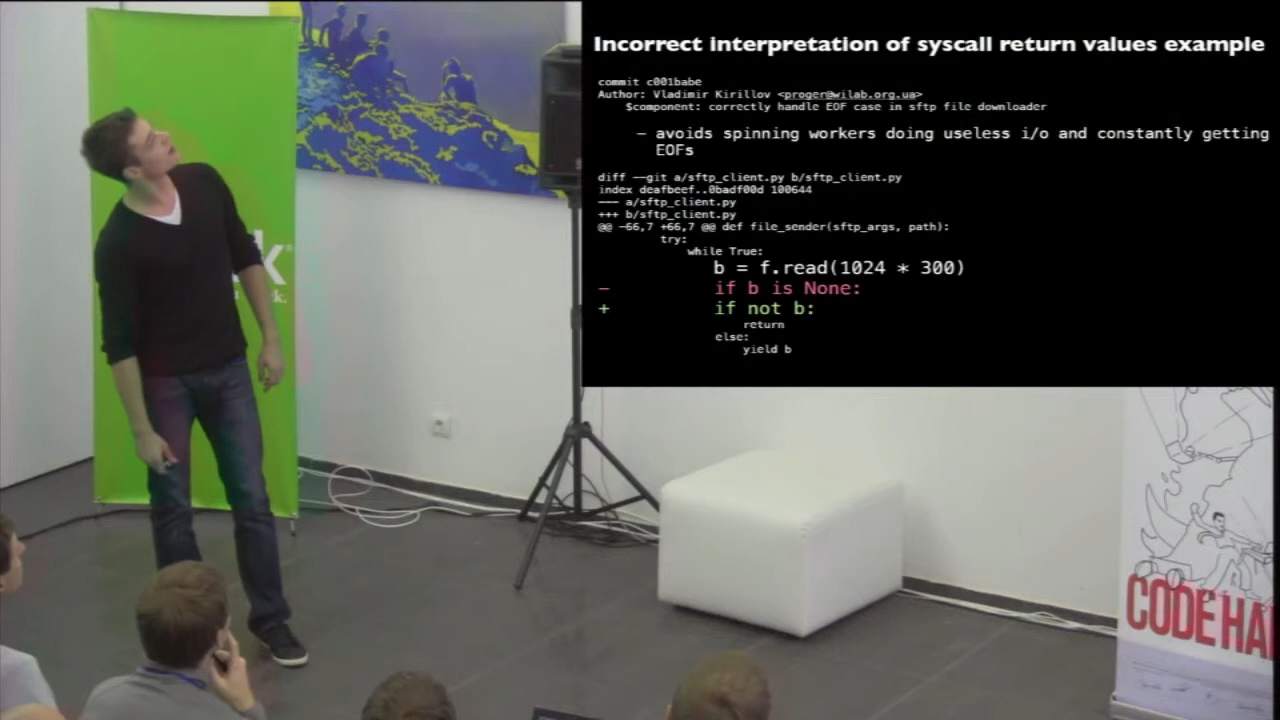 Incorrect interpretation of syscall return values example
commit c001babe
Author: Vladimir Kirillov <proger@wilab.org.ua>
$component: correctly handle EOF case in sftp file downloader
– avoids spinning workers doing useless i/o and constantly getting
EOFs
diff --git a/sftp_client.py b/sftp_client.py
index deafbeef..0badf00d 100644
--- a/sftp_client.py
+++ b/sftp_client.py
@@ -66,7 +66,7 @@ def file_sender(sftp_args, path):
try:
while True:
b = f.read(1024 * 300)
- if b is None:
+ if not b:
return
else:
yield b
k
k.
CODE HA